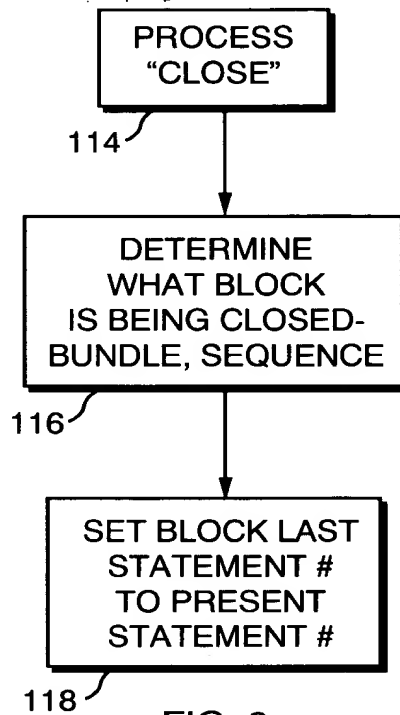 PROCESS
“CLOSE”
114
DETERMINE
WHAT BLOCK
IS BEING CLOSED-
BUNDLE, SEQUENCE
116
SET BLOCK LAST
STATEMENT #
TO PRESENT
STATEMENT #
118
FIG.